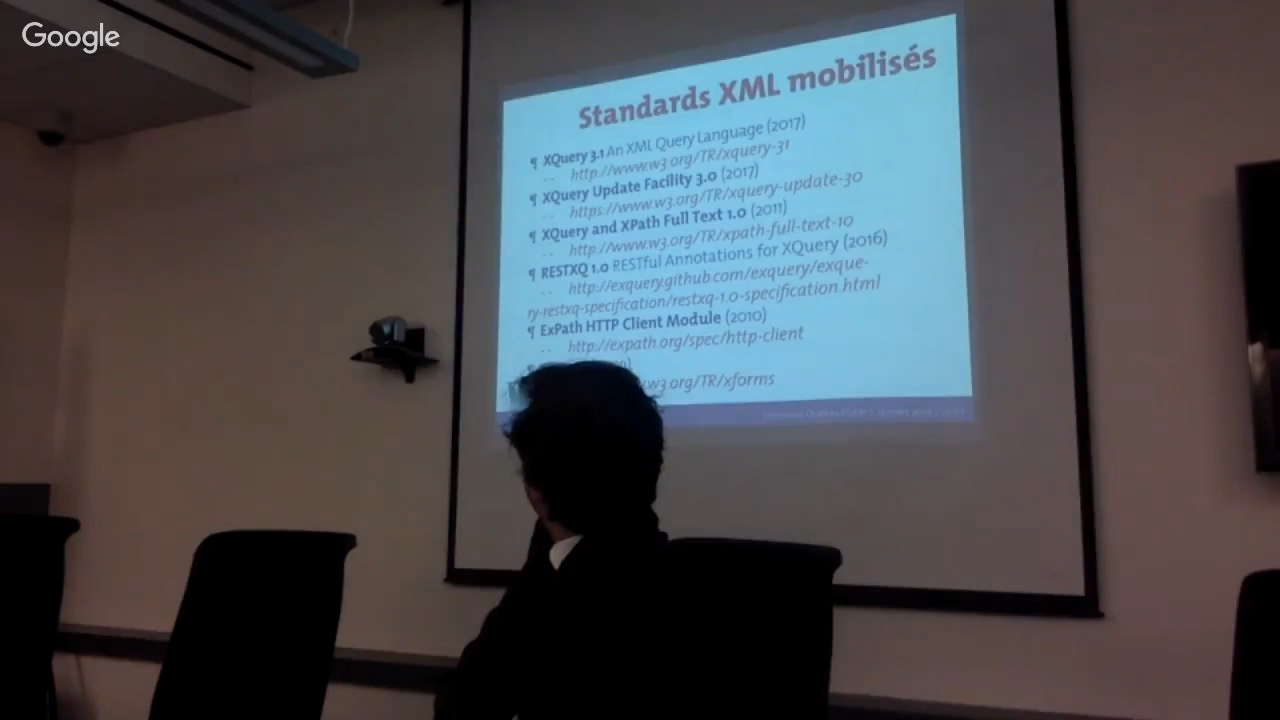 Google
Standards XML mobilisés
¶ XQuery 3.1 An XML Query Language (2017)
http://www.w3.org/TR/xquery-31
¶ XQuery Update Facility 3.0 (2017)
https://www.w3.org/TR/xquery-update-30
¶ XQuery and XPath Full Text 1.0 (2011)
http://www.w3.org/TR/xpath-full-text-10
¶ RESTXQ 1.0 RESTful Annotations for XQuery (2016)
http://exquery.github.com/exquery/exque-
ry-restxq-specification/restxq-1.0-specification.html
¶ ExPath HTTP Client Module (2010)
http://expath.org/spec/http-client
.w3.org/TR/xforms